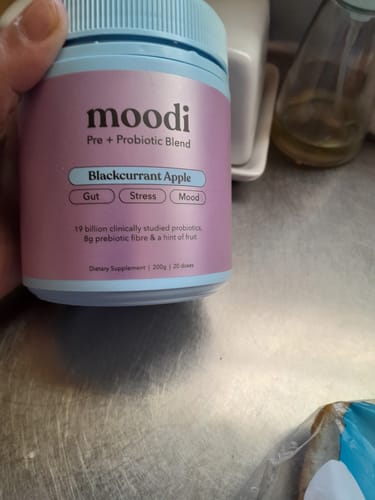 moodi
Pre + Probiotic Blend
Blackcurrant Apple
Gut Stress Mood
19 billion clinically studied probiotics,
8g prebiotic fibre & a hint of fruit
Dietary Supplement | 200g | 20 doses